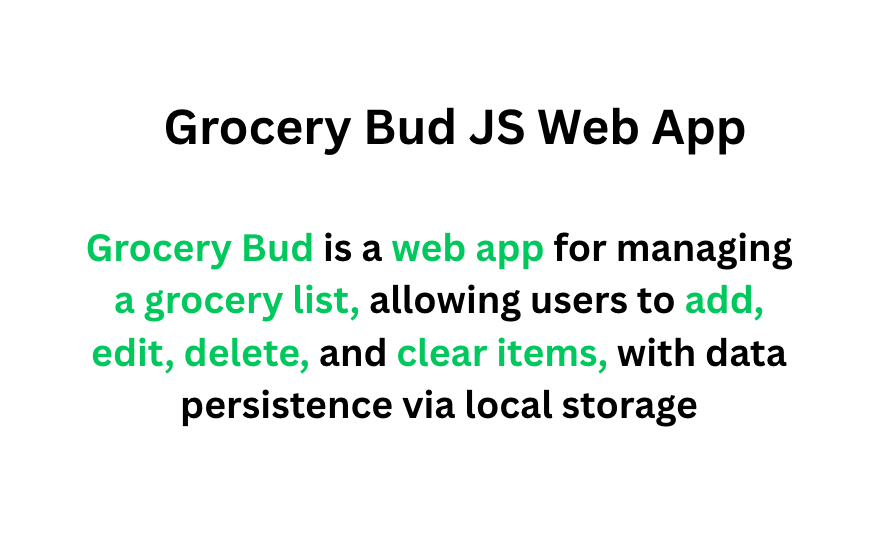 Grocery Bud JS Web App
Grocery Bud is a web app for managing
a grocery list, allowing users to add,
edit, delete, and clear items, with data
persistence via local storage